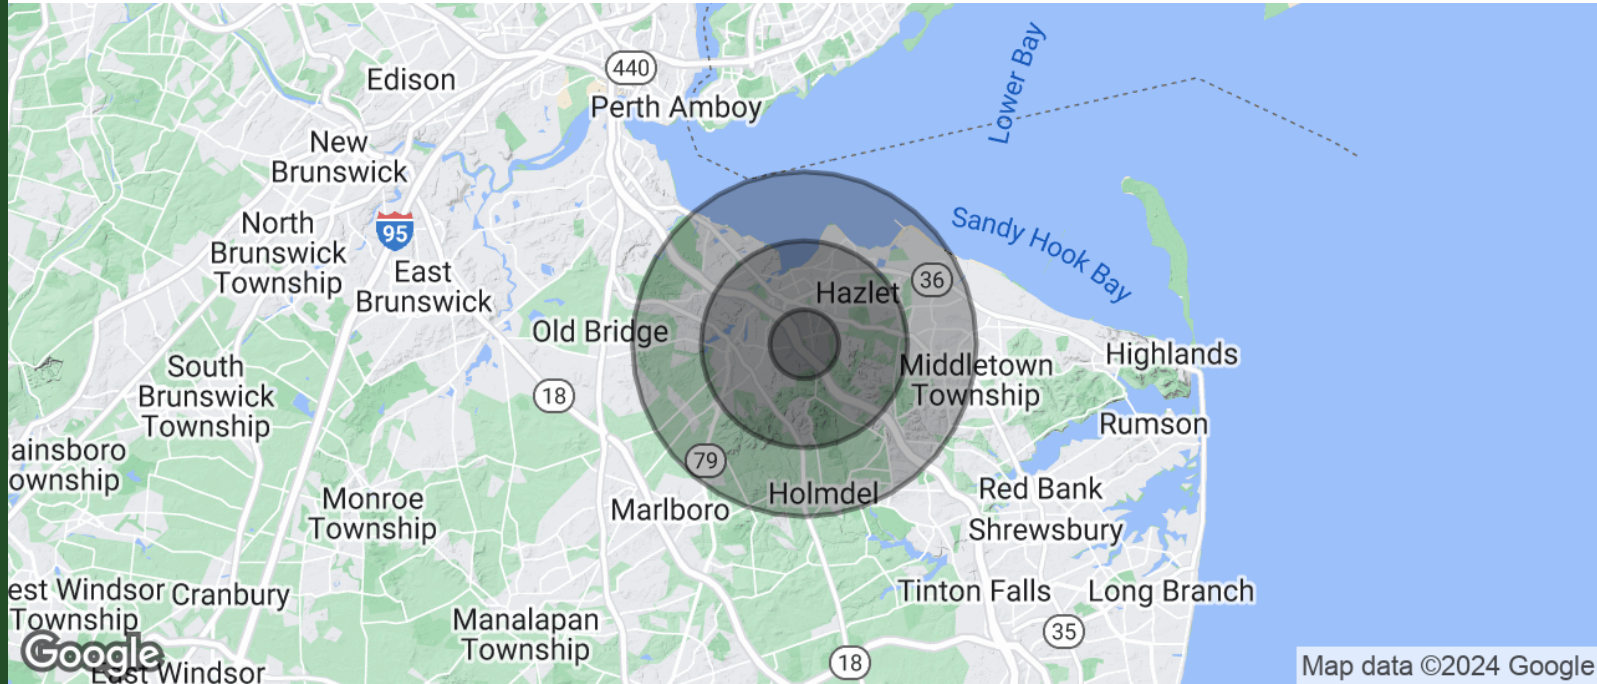 Lower Bay
440
Edison
Perth Amboy
New
Brunswick
North
Brunswick
Township
95
Sandy Hook Bay
East
Brunswick
36
Hazlet
Old Bridge
Highlands
South
Brunswick
Township
Middletown
Township
18
Rumson
ainsboro
ownship
79
Monroe
Township
Holmdel
Red Bank
Marlboro
Shrewsbury
est Windsor
Township
Cranbury
Tinton Falls
Long Branch
Manalapan
Township
35
Google
East Windsor
18
Map data ©2024 Google